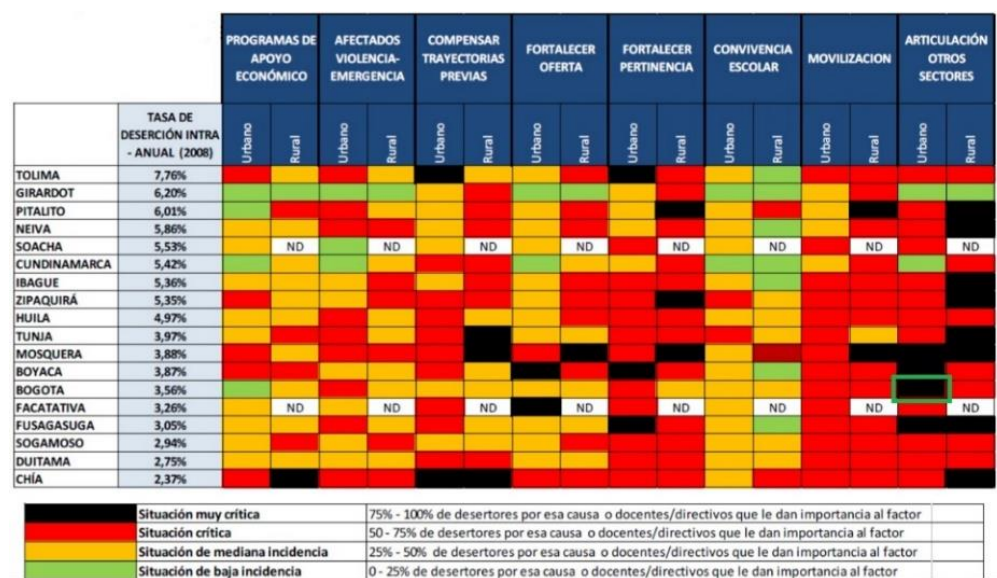 PROGRAMAS DE APOYO ECONÓMICO
AFECTADOS VIOLENCIA-EMERGENCIA
COMPENSAR TRAYECTORIAS PREVIAS
FORTALECER OFERTA
FORTALECER PERTINENCIA
CONVIVENCIA ESCOLAR
MOVILIZACION
ARTICULACIÓN OTROS SECTORES
TASA DE DESERCIÓN INTRA - ANUAL (2008)
Urbano Rural Urbano Rural Urbano Rural Urbano Rural Urbano Rural Urbano Rural Urbano Rural Urbano Rural
TOLIMA 7,76%
GIRARDOT 6,20%
PITALITO 6,01%
NEIVA 5,86%
SOACHA 5,53% ND ND ND ND ND ND ND ND
CUNDINAMARCA 5,42%
IBAGUE 5,36%
ZIPAQUIRÁ 5,35%
HUILA 4,97%
TUNJA 3,97%
MOSQUERA 3,88%
BOYACA 3,87%
BOGOTA 3,56%
FACATATIVA 3,26% ND ND ND ND ND ND ND ND
FUSAGASUGA 3,05%
SOGAMOSO 2,94%
DUITAMA 2,75%
CHÍA 2,37%
Situación muy crítica 75% - 100% de desertores por esa causa o docentes/directivos que le dan importancia al factor
Situación crítica 50 - 75% de desertores por esa causa o docentes/directivos que le dan importancia al factor
Situación de mediana incidencia 25% - 50% de desertores por esa causa o docentes/directivos que le dan importancia al factor
Situación de baja incidencia 0 - 25% de desertores por esa causa o docentes/directivos que le dan importancia al factor